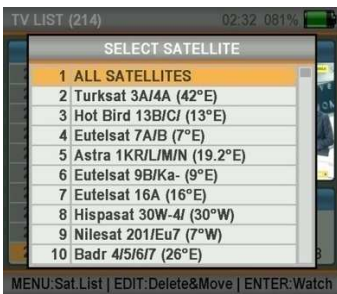 TV LIST (214) 02:32 081%
SELECT SATELLITE
1 ALL SATELLITES
2 Turksat 3A/4A (42°E)
3 Hot Bird 13B/C/ (13°E)
4 Eutelsat 7A/B (7°E)
5 Astra 1KR/L/M/N (19.2°E)
6 Eutelsat 9B/Ka- (9°E)
7 Eutelsat 16A (16°E)
8 Hispasat 30W-4/ (30°W)
9 Nilesat 201/Eu7 (7°W)
10 Badr 4/5/6/7 (26°E)
MENU:Sat.List | EDIT:Delete&Move | ENTER:Watch